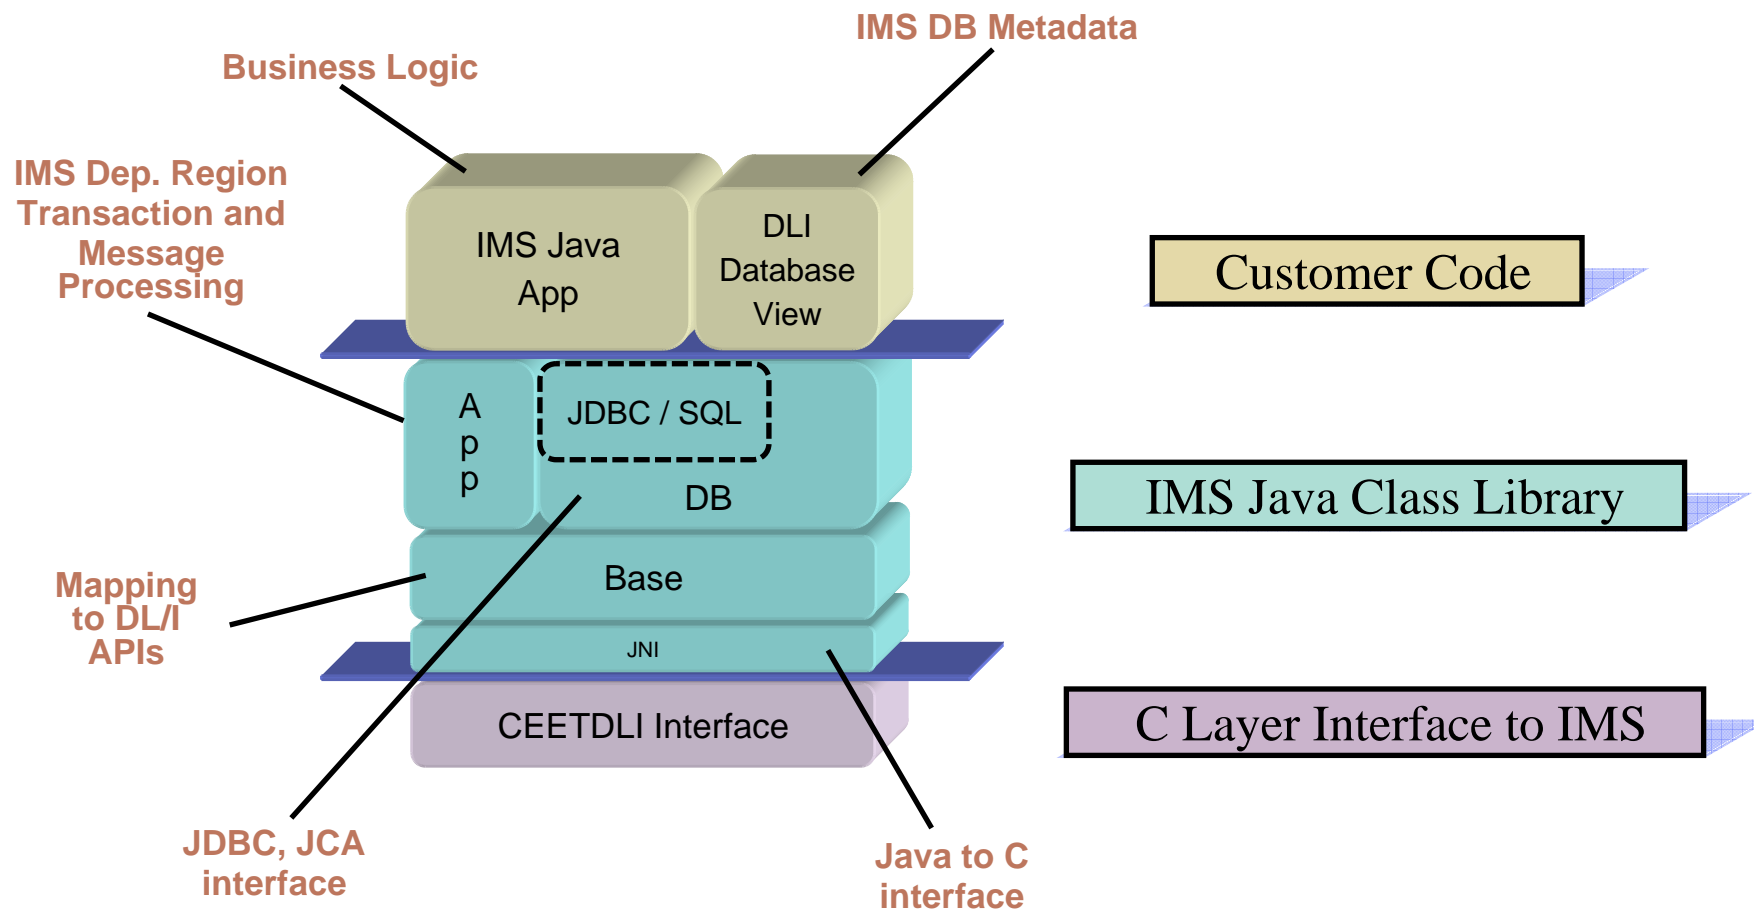 IMS DB Metadata
Business Logic
IMS Dep. Region
Transaction and
Message
Processing
IMS Java
App
DLI
Database
View
Customer Code
A
p
p
JDBC / SQL
DB
IMS Java Class Library
Base
Mapping
to DL/I
APIs
JNI
CEETDLI Interface
C Layer Interface to IMS
JDBC, JCA
interface
Java to C
interface